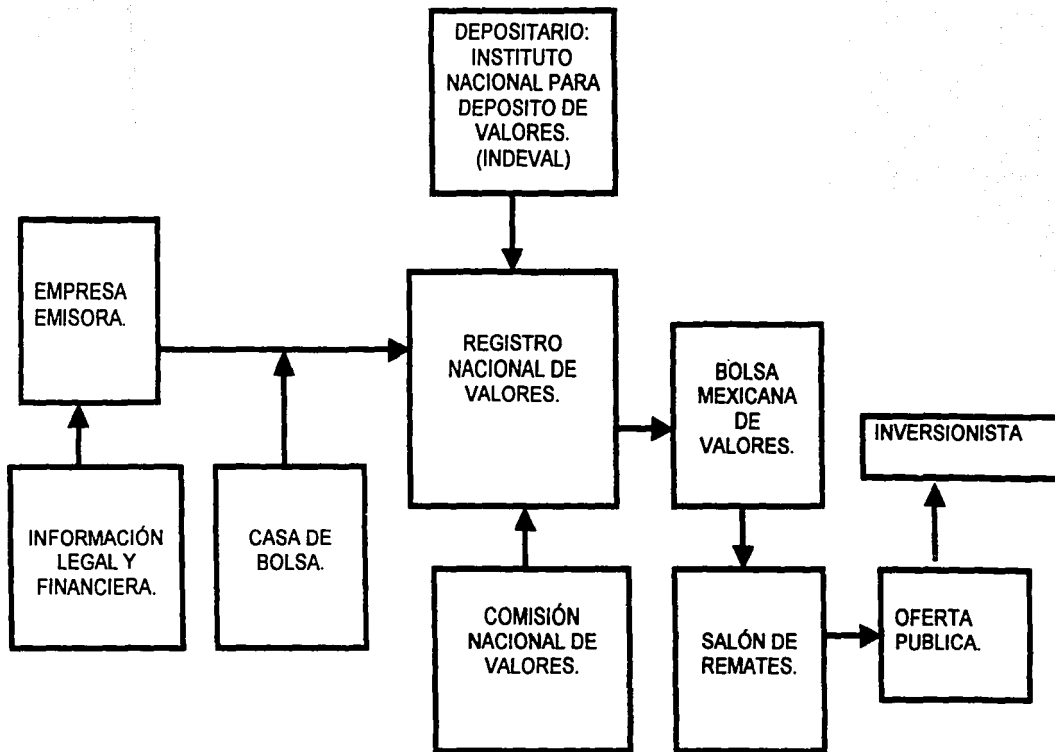 DEPOSITARIO:
INSTITUTO
NACIONAL PARA
DEPOSITO DE
VALORES.
(INDEVAL)
EMPRESA
EMISORA.
REGISTRO
NACIONAL DE
VALORES.
BOLSA
MEXICANA
DE
VALORES.
INVERSIONISTA
INFORMACIÓN
LEGAL Y
FINANCIERA.
CASA DE
BOLSA.
COMISIÓN
NACIONAL DE
VALORES.
SALÓN DE
REMATES.
OFERTA
PUBLICA.